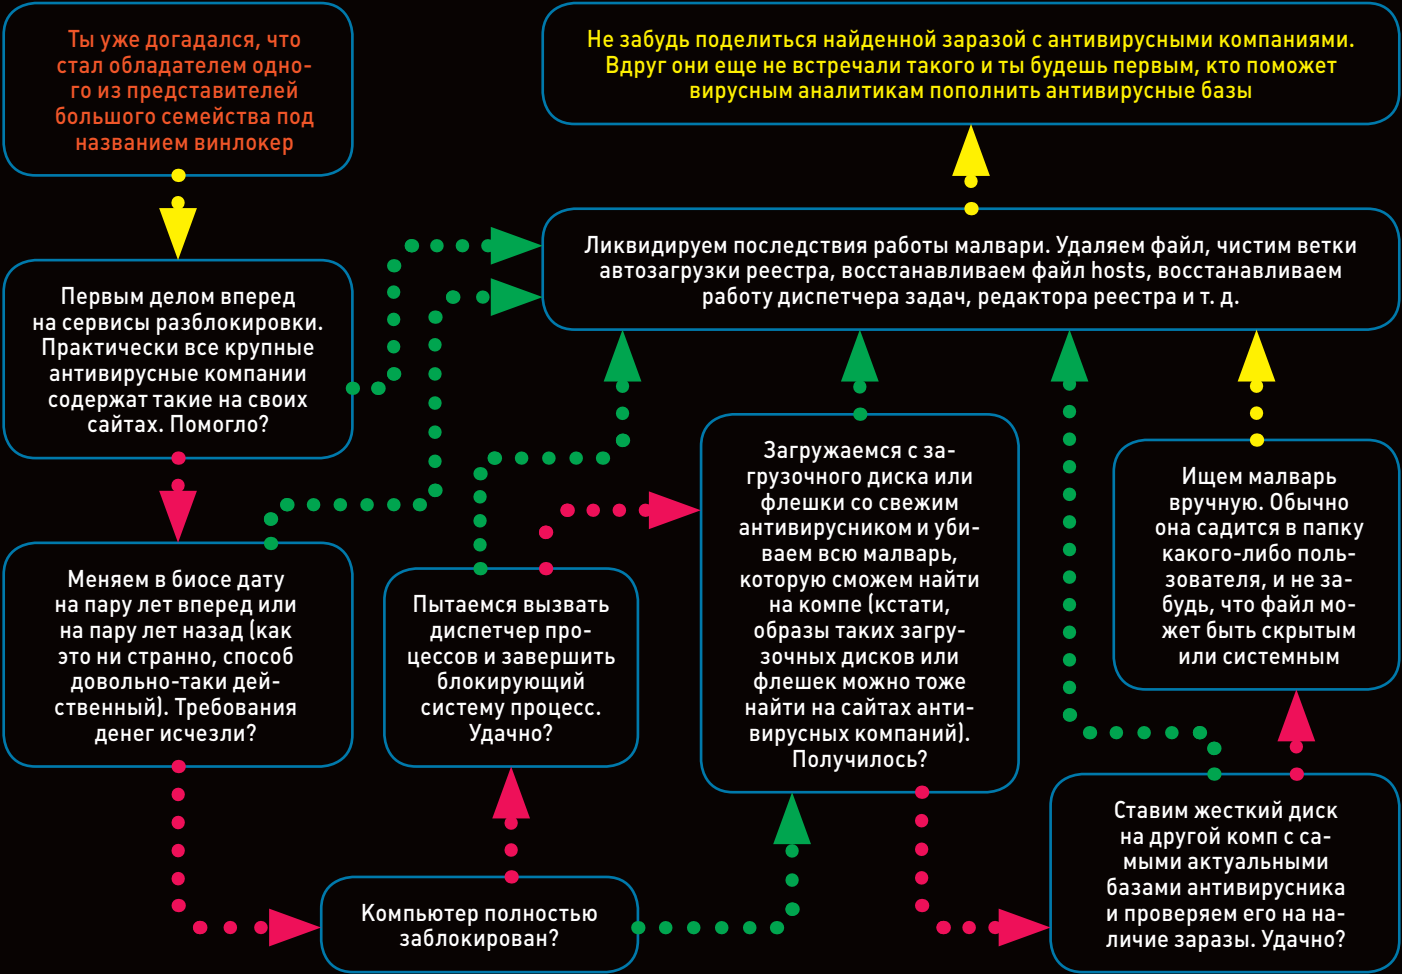 Ты уже догадался, что
стал обладателем одно-
го из представителей
большого семейства под
названием винлокер
Не забудь поделиться найденной заразой с антивирусными компаниями.
Вдруг они еще не встречали такого и ты будешь первым, кто поможет
вирусным аналитикам пополнить антивирусные базы
Ликвидируем последствия работы малвари. Удаляем файл, чистим ветки
автозагрузки реестра, восстанавливаем файл hosts, восстанавливаем
работу диспетчера задач, редактора реестра и т. д.
Первым делом вперед
на сервисы разблокировки.
Практически все крупные
антивирусные компании
содержат такие на своих
сайтах. Помогло?
Меняем в биосе дату
на пару лет вперед или
на пару лет назад (как
это ни странно, способ
довольно-таки дей-
ственный). Требования
денег исчезли?
Пытаемся вызвать
диспетчер про-
цессов и завершить
блокирующий
систему процесс.
Удачно?
Загружаемся с за-
грузочного диска или
флешки со свежим
антивирусником и уби-
ваем всю малварь,
которую сможем найти
на компе (кстати,
образы таких загру-
зочных дисков или
флешек можно тоже
найти на сайтах анти-
вирусных компаний).
Получилось?
Ищем малварь
вручную. Обычно
она садится в папку
какого-либо поль-
зователя, и не за-
будь, что файл мо-
жет быть скрытым
или системным
Компьютер полностью
заблокирован?
Ставим жесткий диск
на другой комп с са-
мыми актуальными
базами антивирусника
и проверяем его на на-
личие заразы. Удачно?